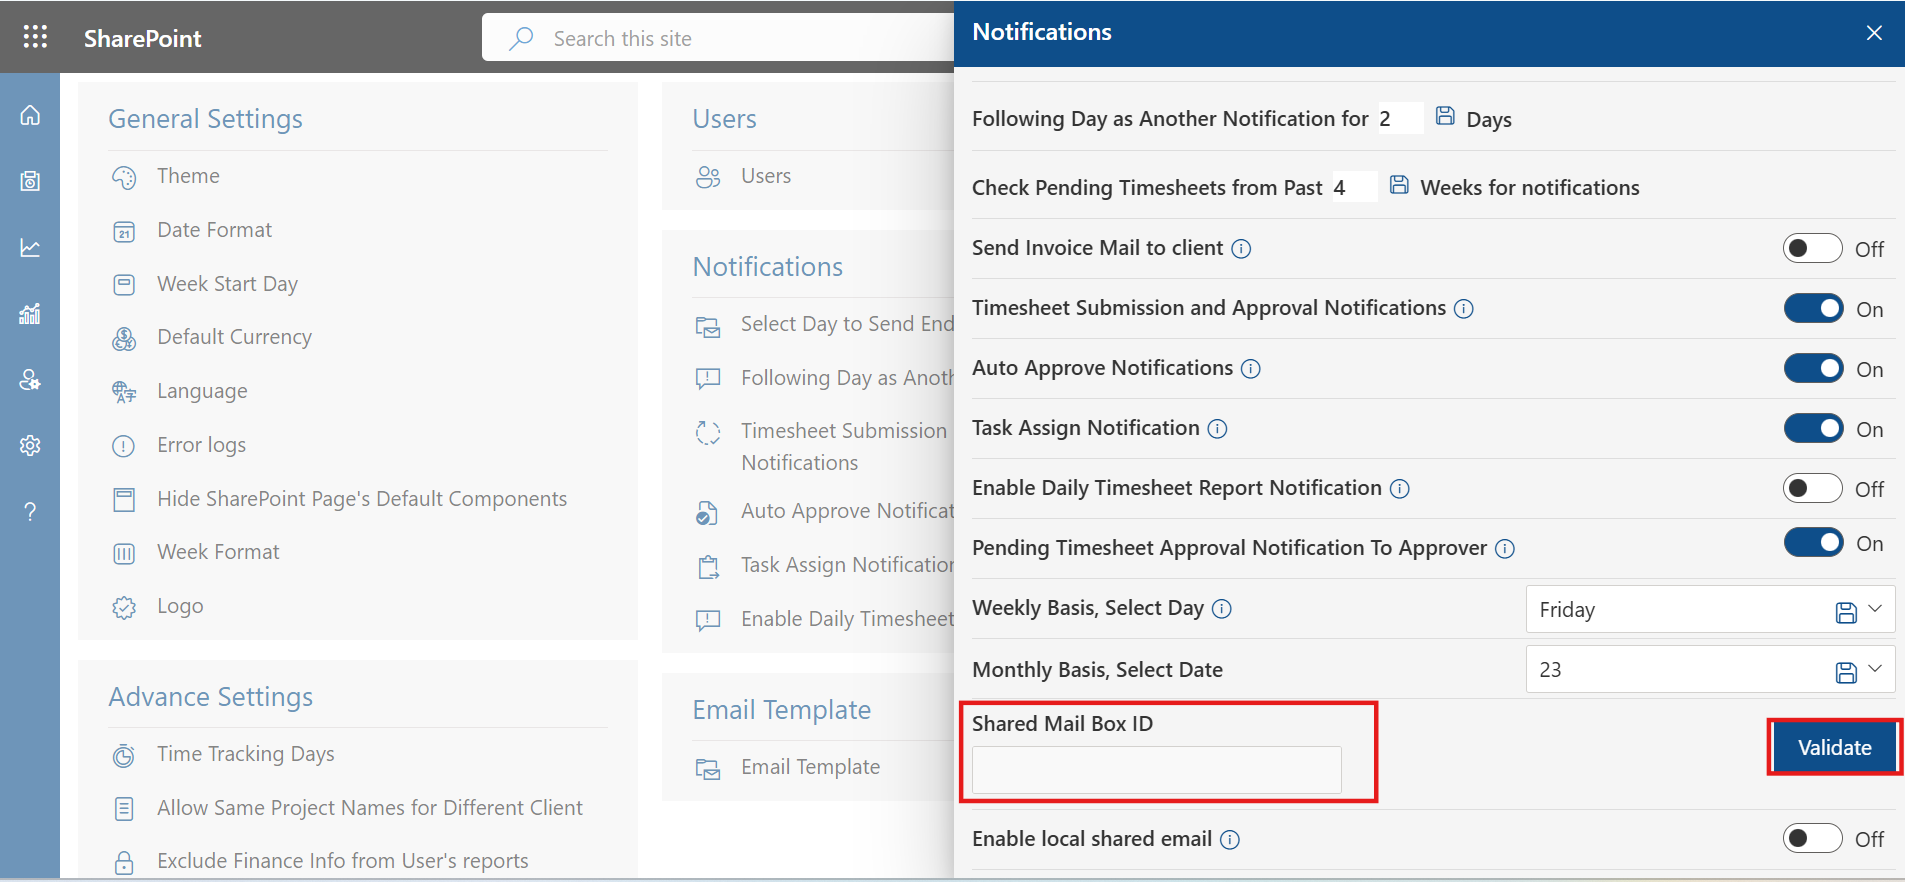 SharePoint
Search this site
General Settings
Theme
Date Format
Week Start Day
Default Currency
Language
Error logs
Hide SharePoint Page's Default Components
Week Format
Logo
Advance Settings
Time Tracking Days
Allow Same Project Names for Different Client
Exclude Finance Info from User's reports
Users
Users
Notifications
Select Day to Send End
Following Day as Anoth
Timesheet Submission
Notifications
Auto Approve Notificat
Task Assign Notification
Enable Daily Timesheet
Email Template
Email Template
Notifications
Following Day as Another Notification for 2 Days
Check Pending Timesheets from Past 4 Weeks for notifications
Send Invoice Mail to client Off
Timesheet Submission and Approval Notifications On
Auto Approve Notifications On
Task Assign Notification On
Enable Daily Timesheet Report Notification Off
Pending Timesheet Approval Notification To Approver On
Weekly Basis, Select Day Friday
Monthly Basis, Select Date 23
Shared Mail Box ID
Validate
Enable local shared email Off